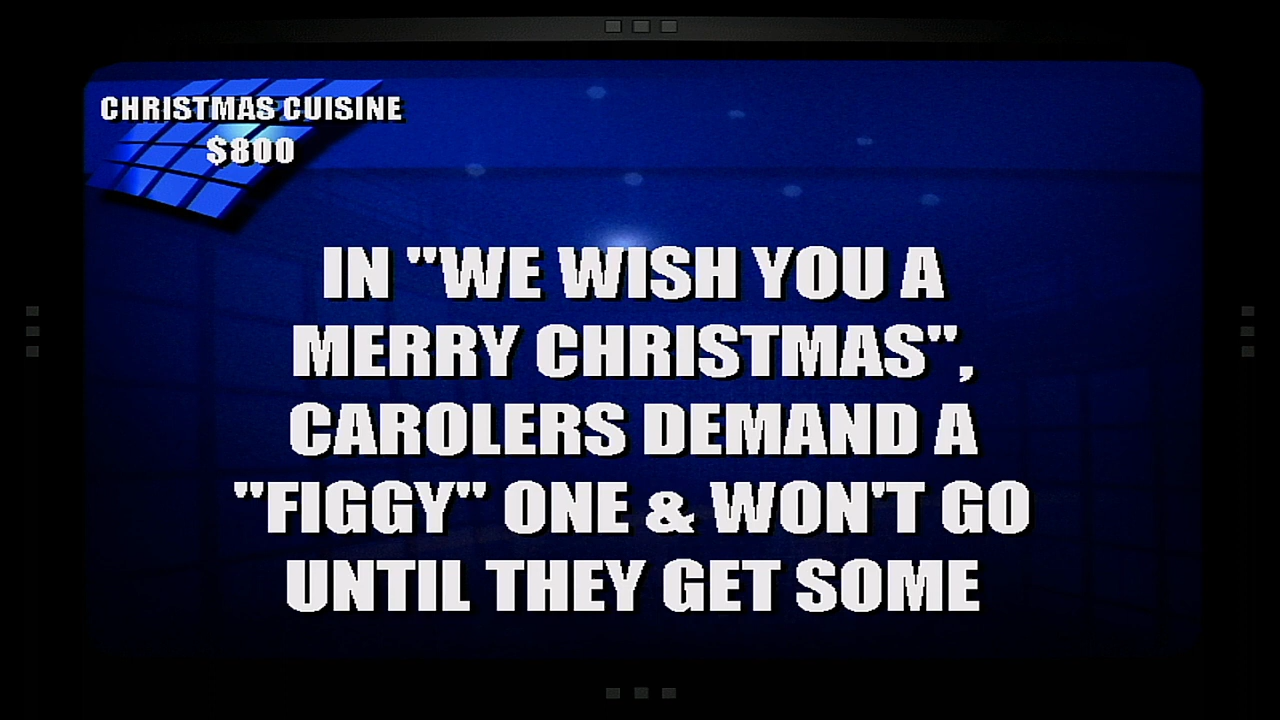 CHRISTMAS CUISINE
$800
IN "WE WISH YOU A
MERRY CHRISTMAS",
CAROLERS DEMAND A
"FIGGY" ONE & WON'T GO
UNTIL THEY GET SOME